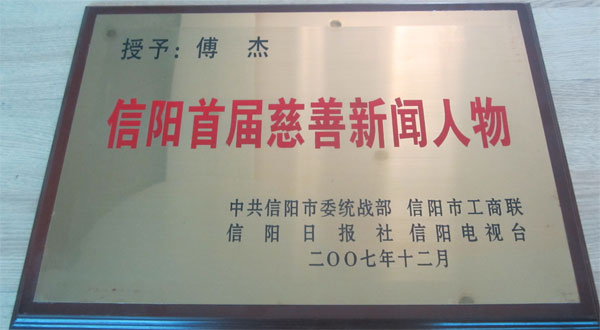 授予：傅 杰
信阳首届慈善新闻人物
中共信阳市委统战部 信阳市工商联
信阳日报社 信阳电视台
二〇〇七年十二月